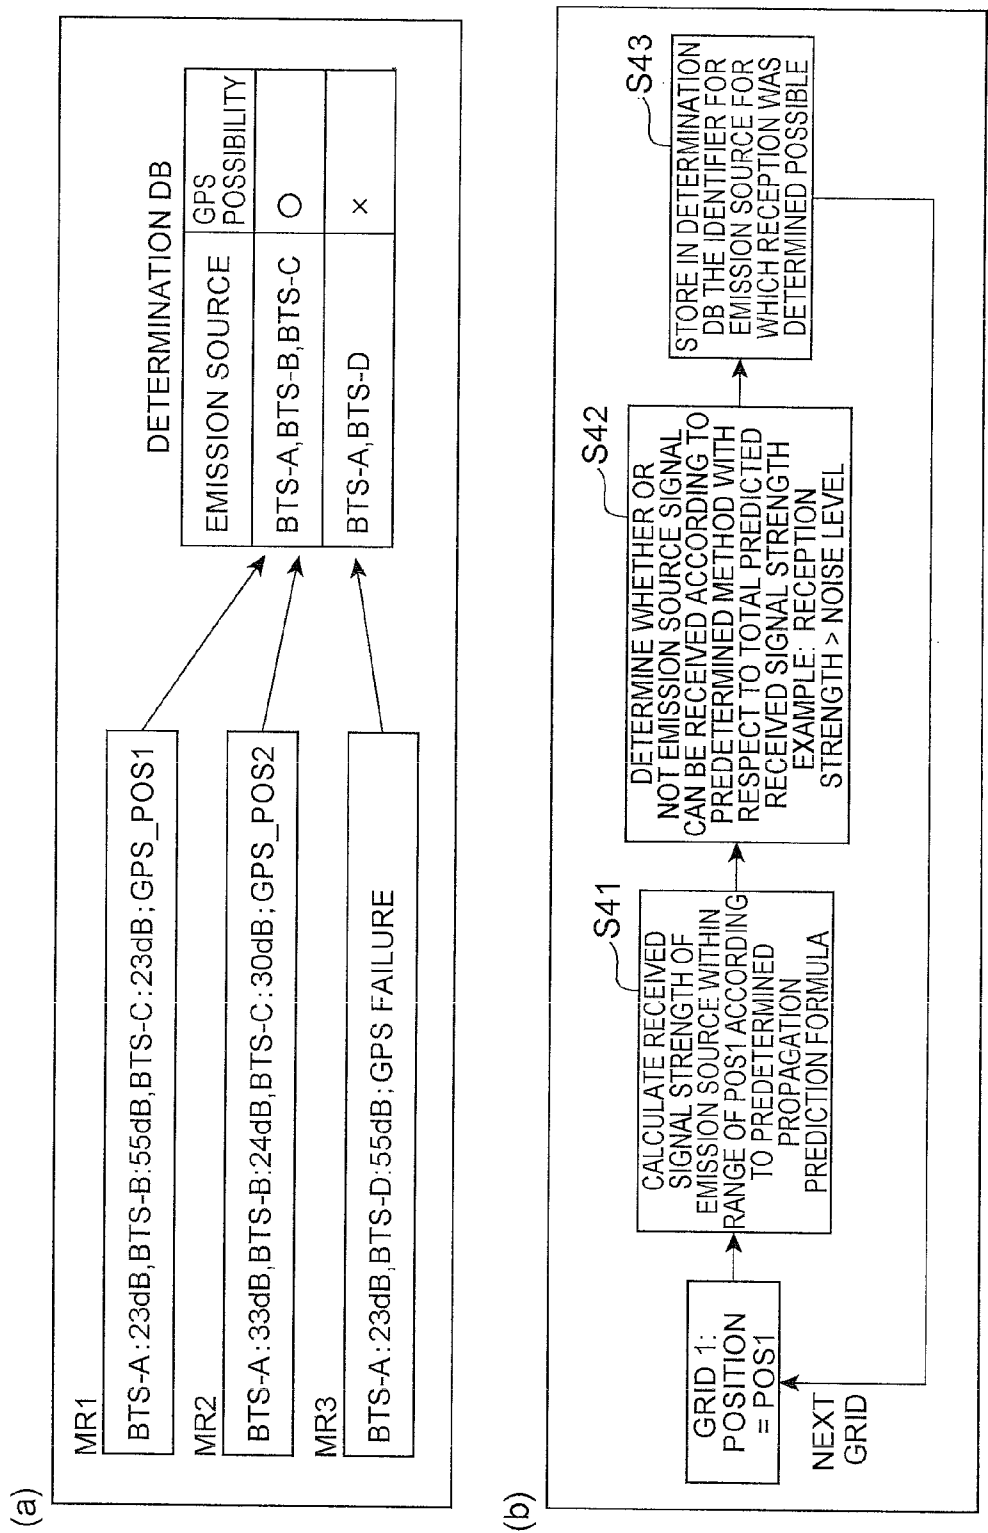 (a)
MR1
BTS-A:23dB,BTS-B:55dB,BTS-C:23dB;GPS_POS1
MR2
BTS-A:33dB,BTS-B:24dB,BTS-C:30dB;GPS_POS2
MR3
BTS-A:23dB,BTS-D:55dB;GPS FAILURE
DETERMINATION DB
EMISSION SOURCE
GPS
POSSIBILITY
BTS-A,BTS-B,BTS-C
○
BTS-A,BTS-D
×
(b)
GRID 1:
POSITION
= POS1
NEXT
GRID
S41
CALCULATE RECEIVED
SIGNAL STRENGTH OF
EMISSION SOURCE WITHIN
RANGE OF POS1 ACCORDING
TO PREDETERMINED
PROPAGATION
PREDICTION FORMULA
S42
DETERMINE WHETHER OR
NOT EMISSION SOURCE SIGNAL
CAN BE RECEIVED ACCORDING TO
PREDETERMINED METHOD WITH
RESPECT TO TOTAL PREDICTED
RECEIVED SIGNAL STRENGTH
EXAMPLE: RECEPTION
STRENGTH > NOISE LEVEL
S43
STORE IN DETERMINATION
DB THE IDENTIFIER FOR
EMISSION SOURCE FOR
WHICH RECEPTION WAS
DETERMINED POSSIBLE